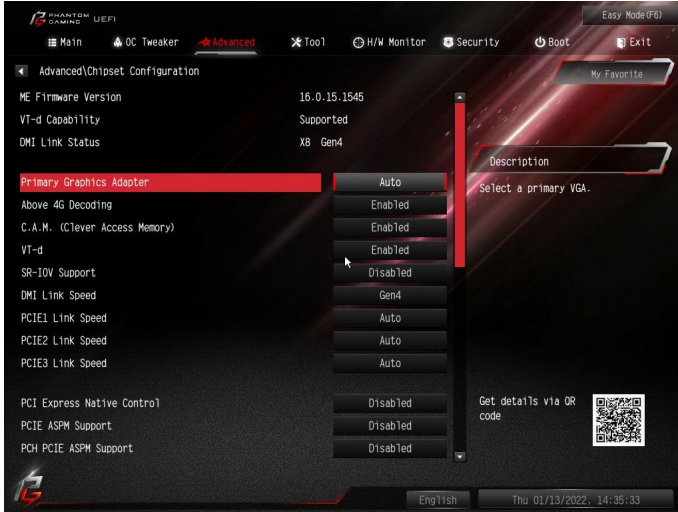 PHANTOM GAMING UEFI
Easy Mode(F6)
Main OC Tweaker Advanced Tool H/W Monitor Security Boot Exit
Advanced\Chipset Configuration
My Favorite
ME Firmware Version 16.0.15.1545
VT-d Capability Supported
DMI Link Status X8 Gen4
Description
Primary Graphics Adapter Auto
Select a primary VGA.
Above 4G Decoding Enabled
C.A.M. (Clever Access Memory) Enabled
VT-d Enabled
SR-IOV Support Disabled
DMI Link Speed Gen4
PCIE1 Link Speed Auto
PCIE2 Link Speed Auto
PCIE3 Link Speed Auto
PCI Express Native Control Disabled
PCIE ASPM Support Disabled
PCH PCIE ASPM Support Disabled
Get details via QR
code
English
Thu 01/13/2022. 14:35:33